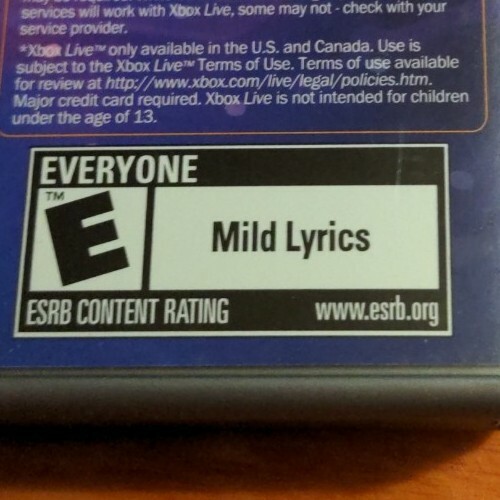 services will work with Xbox Live, some may not - check with your
service provider.
*Xbox Live™ only available in the U.S. and Canada. Use is
subject to the Xbox Live™ Terms of Use. Terms of use available
for review at http://www.xbox.com/live/legal/policies.htm.
Major credit card required. Xbox Live is not intended for children
under the age of 13.
EVERYONE
™
E
Mild Lyrics
ESRB CONTENT RATING www.esrb.org